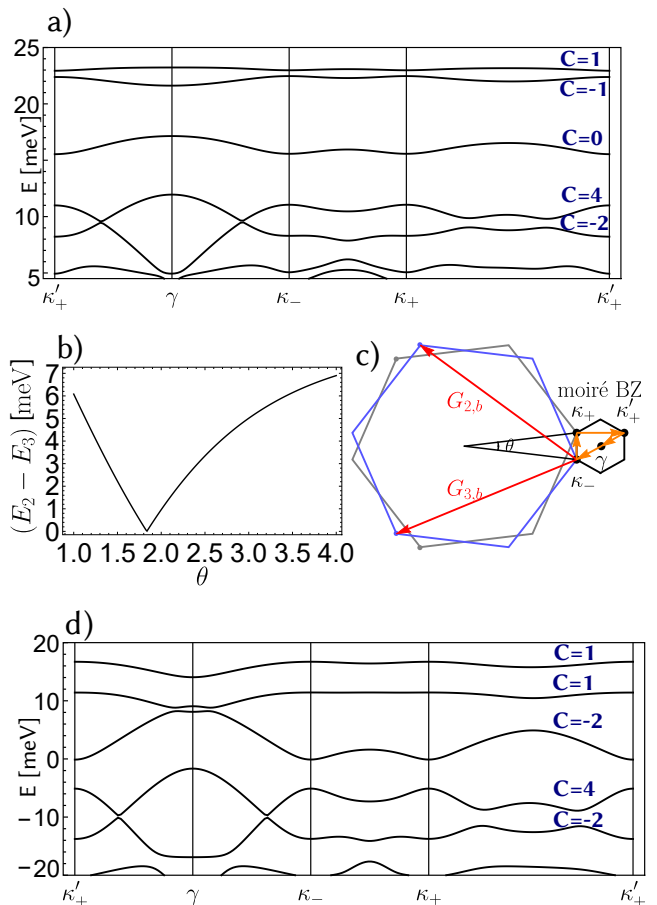 a)
25
20
15
10
5
E [meV]
C=1
C=-1
C=0
C=4
C=-2
κ′₊ γ κ₋ κ₊ κ′₊
b)
7
6
5
4
3
2
1
0
(E₂ − E₃) [meV]
1.0 1.5 2.0 2.5 3.0 3.5 4.0
θ
c)
G₂,b
G₃,b
θ
moiré BZ
κ₊ κ′₊
γ
κ₋
d)
20
10
0
−10
−20
E [meV]
C=1
C=1
C=-2
C=4
C=-2
κ′₊ γ κ₋ κ₊ κ′₊